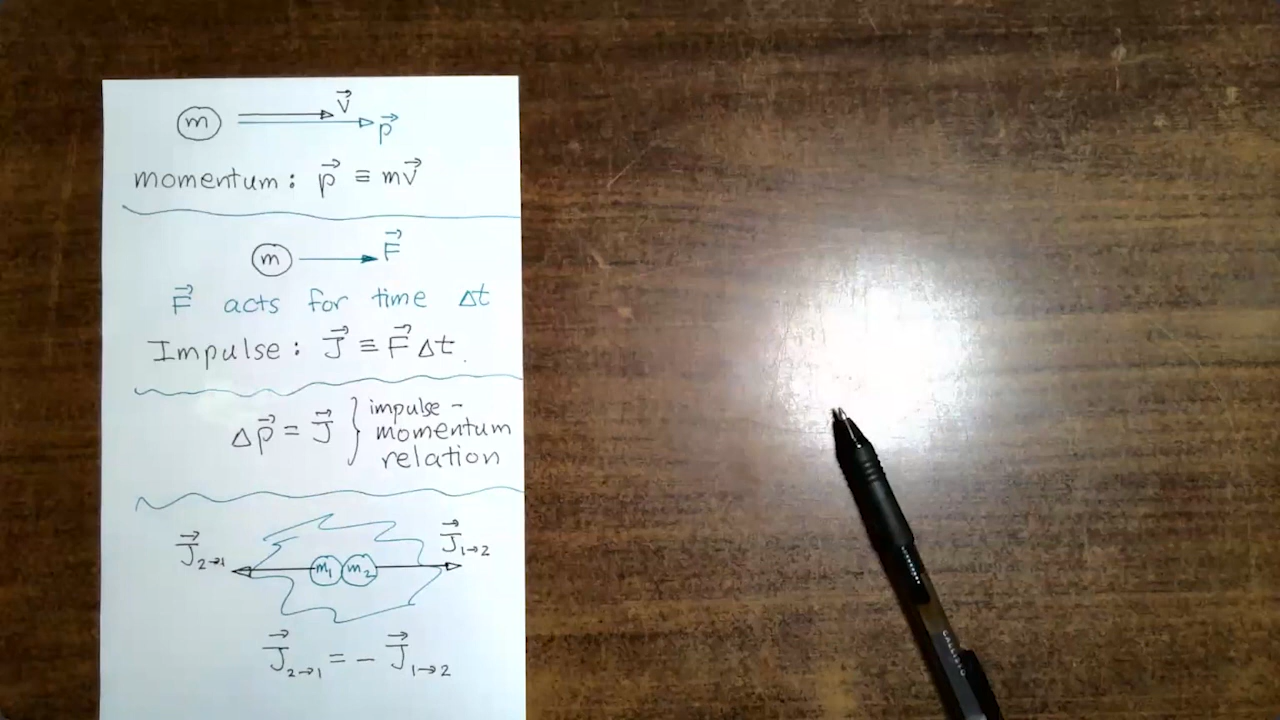 m v⃗
p⃗
momentum: p⃗ ≡ mv⃗
m F⃗
F⃗ acts for time Δt
Impulse: J⃗ ≡ F⃗ Δt.
Δp⃗ = J⃗ } impulse-
momentum
relation
J⃗₂→₁ m₁ m₂ J⃗₁→₂
J⃗₂→₁ = - J⃗₁→₂
CALLISTO